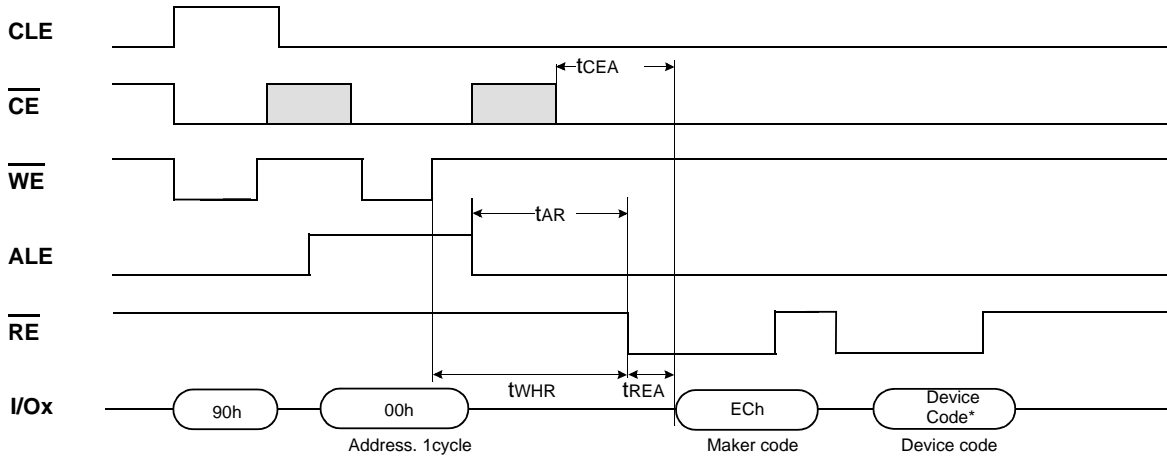 CLE
tCEA
CE
WE
tAR
ALE
RE
tWHR
tREA
I/Ox
90h
00h
ECh
Device
Code*
Address. 1cycle
Maker code
Device code